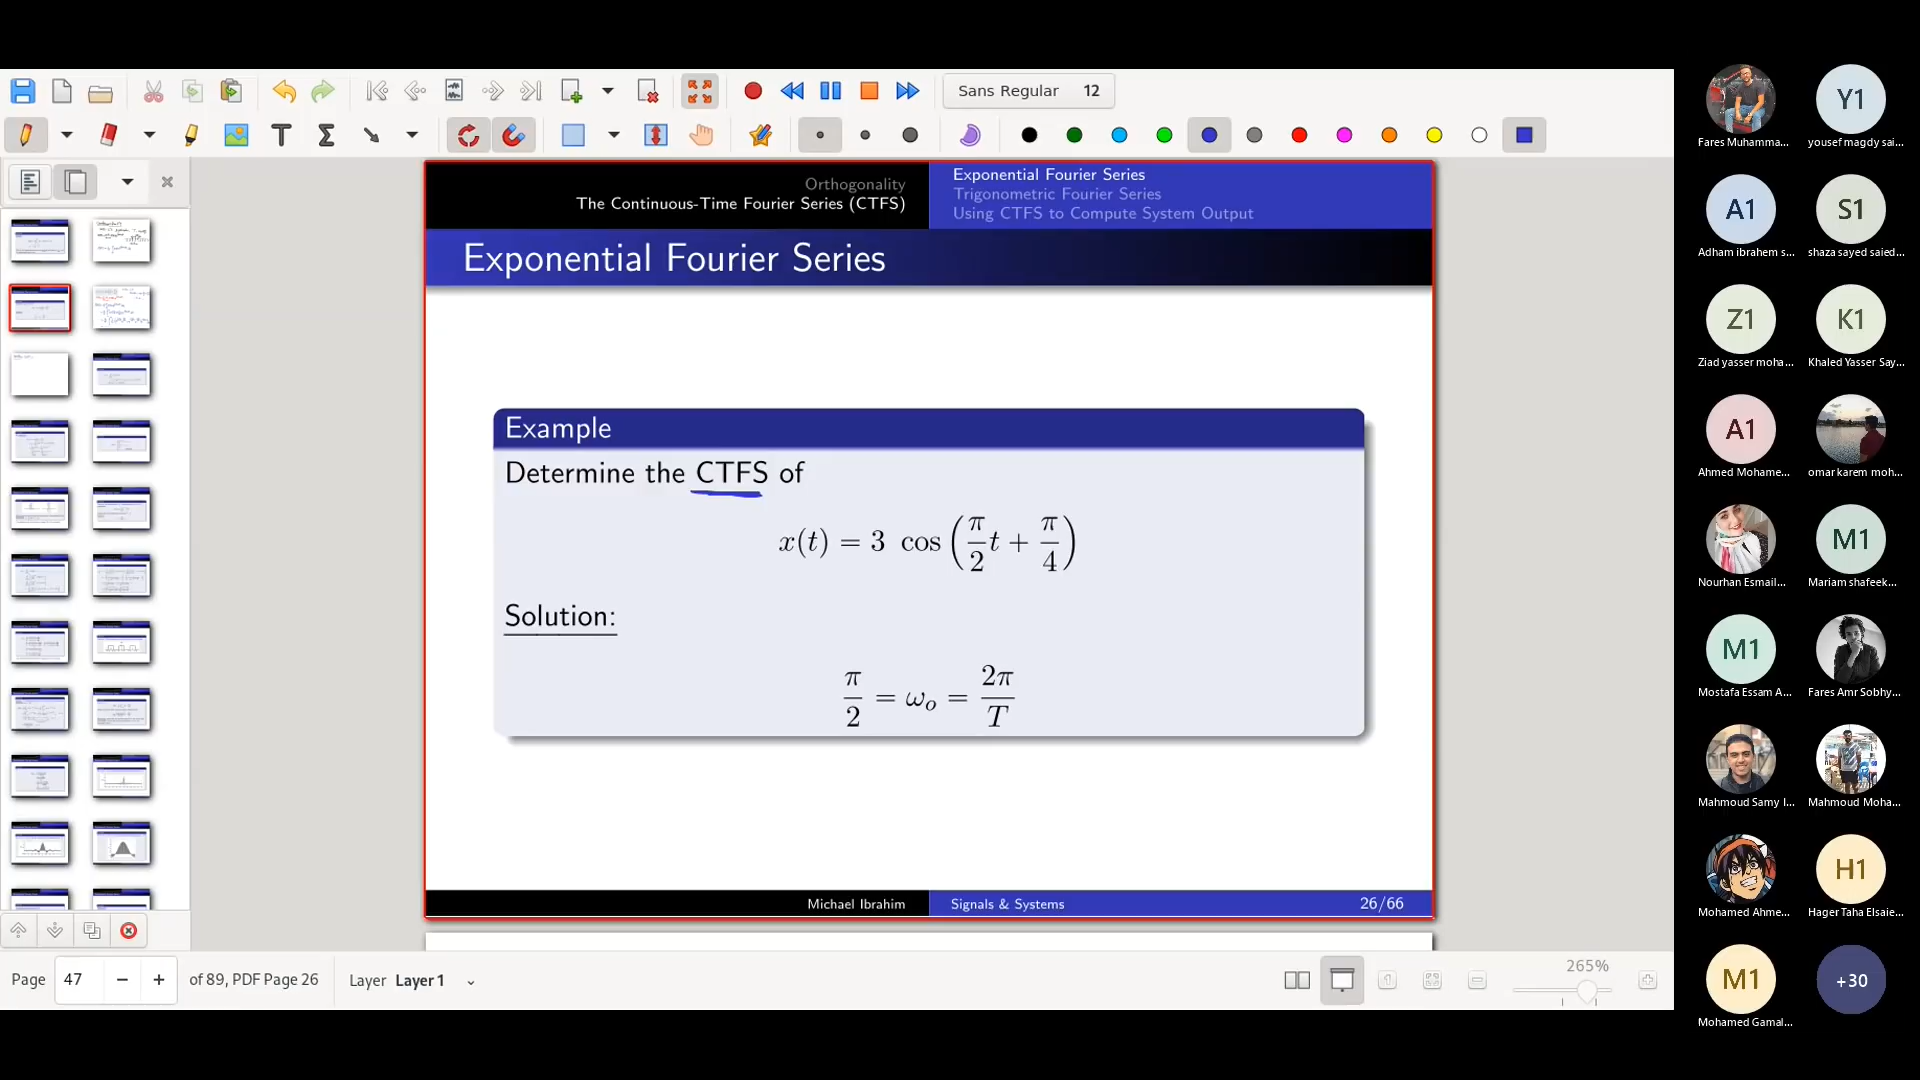 Sans Regular 12
Orthogonality
The Continuous-Time Fourier Series (CTFS)
Exponential Fourier Series
Trigonometric Fourier Series
Using CTFS to Compute System Output
Exponential Fourier Series
Example
Determine the CTFS of
x(t) = 3 cos(π/2 t + π/4)
Solution:
π/2 = ω₀ = 2π/T
Michael Ibrahim
Signals & Systems
26/66
Page 47 of 89, PDF Page 26
Layer Layer 1
265%
Fares Muhamma...
Y1
yousef magdy sai...
A1
Adham ibrahem s...
S1
shaza sayed saied...
Z1
Ziad yasser moha...
K1
Khaled Yasser Say...
A1
Ahmed Mohame...
omar karem moh...
Nourhan Esmail...
M1
Mariam shafeek...
M1
Mostafa Essam A...
Fares Amr Sobhy...
Mahmoud Samy I...
Mahmoud Moha...
Mohamed Ahme...
H1
Hager Taha Elsaie...
M1
Mohamed Gamal...
+30